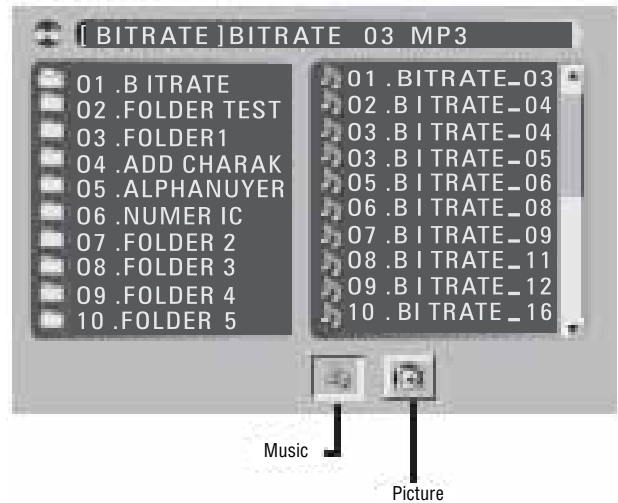 [ BITRATE ]BITRATE 03 MP3
01 .B ITRATE
02 .FOLDER TEST
03 .FOLDER1
04 .ADD CHARAK
05 .ALPHANUYER
06 .NUMER IC
07 .FOLDER 2
08 .FOLDER 3
09 .FOLDER 4
10 .FOLDER 5
01 .BITRATE_03
02 .B I TRATE_04
03 .B I TRATE_04
03 .B I TRATE_05
05 .B I TRATE_06
06 .B I TRATE_08
07 .B I TRATE_09
08 .B I TRATE_11
09 .B I TRATE_12
10 . BI TRATE_16
Music
Picture